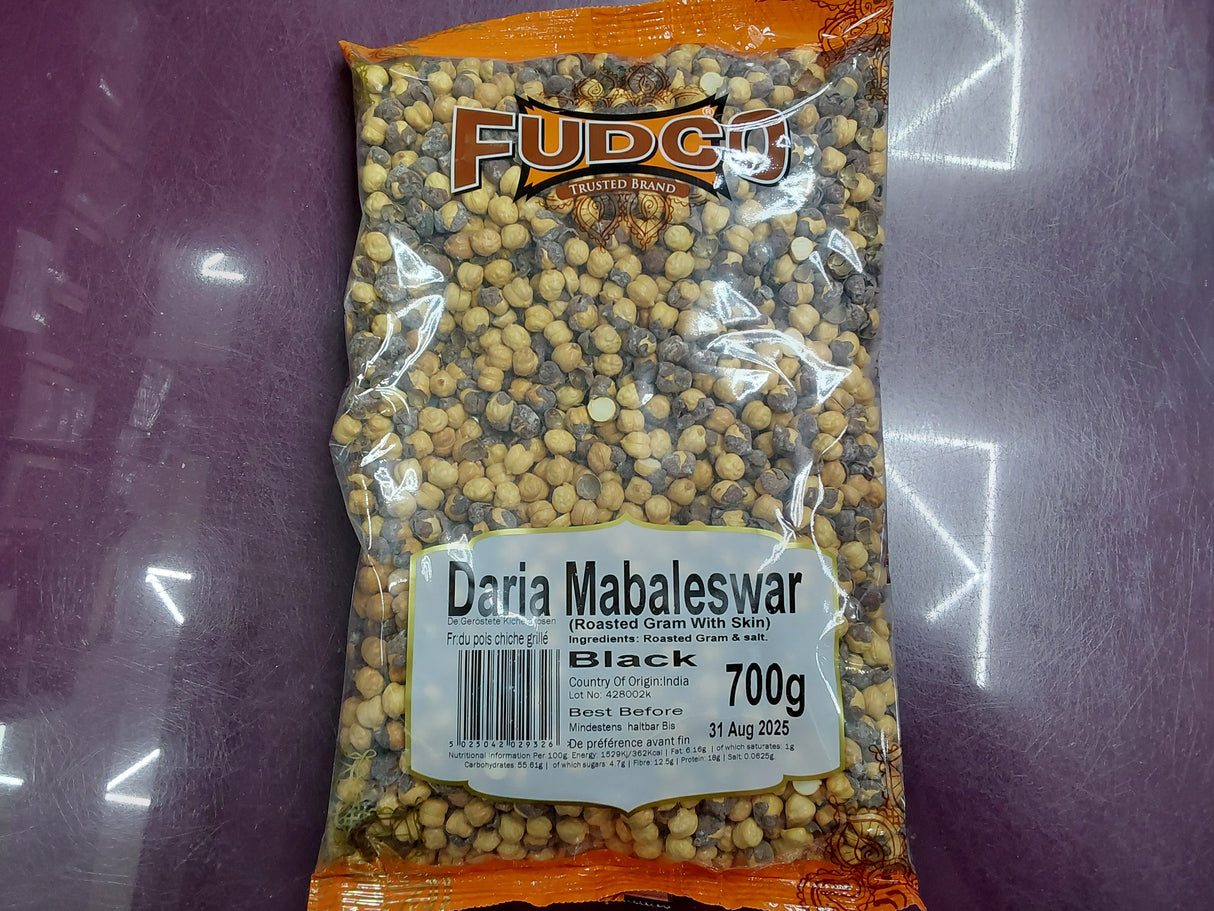 FUDCO®
TRUSTED BRAND
Daria Mabaleswar
De:Geröstete Kichererbsen
(Roasted Gram With Skin)
Fr:du pois chiche grillé
Ingredients: Roasted Gram & salt.
Black
Country Of Origin:India
Lot No: 428002k
700g
Best Before
Mindestens haltbar Bis
31 Aug 2025
De préférence avant fin
5 025042 029326 >
Nutritional Information Per 100g: Energy: 1529Kj/362Kcal | Fat: 6.16g | of which saturates: 1g
Carbohydrates: 55.61g | of which sugars: 4.7g | Fibre: 12.5g | Protein: 18g | Salt: 0.0625g